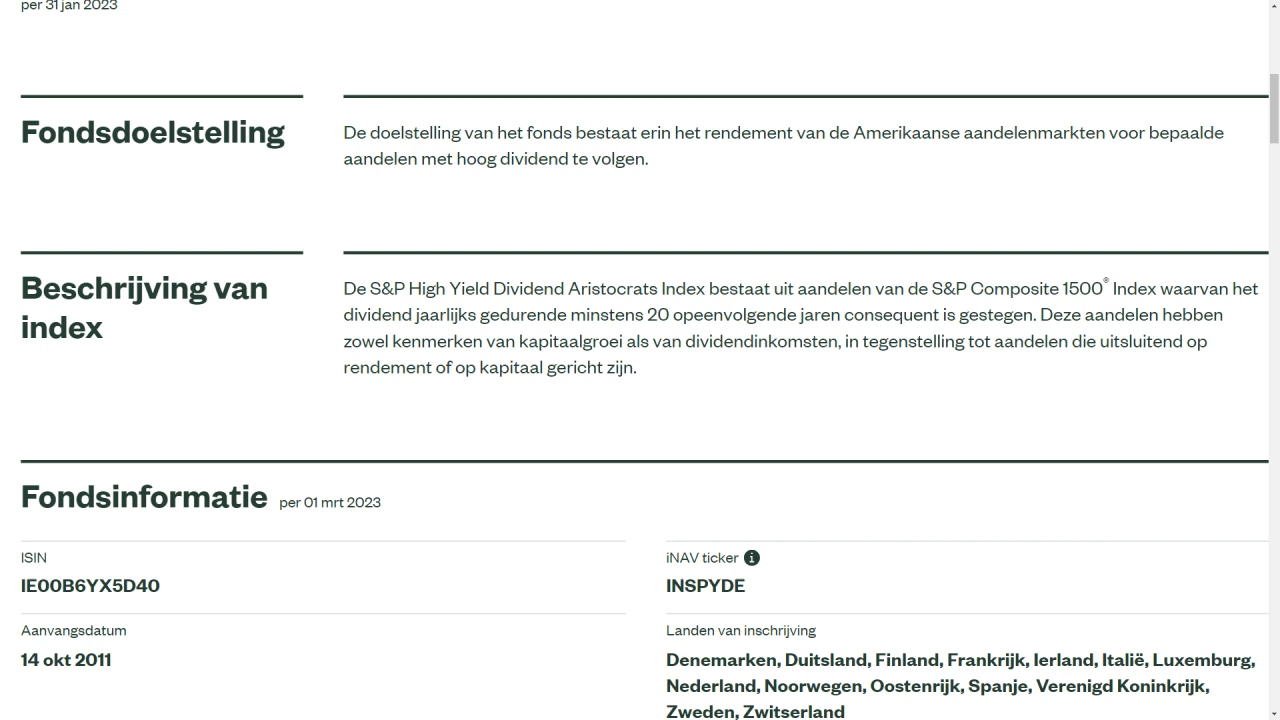 per 31 jan 2023
Fondsdoelstelling
De doelstelling van het fonds bestaat erin het rendement van de Amerikaanse aandelenmarkten voor bepaalde
aandelen met hoog dividend te volgen.
Beschrijving van
index
De S&P High Yield Dividend Aristocrats Index bestaat uit aandelen van de S&P Composite 1500® Index waarvan het
dividend jaarlijks gedurende minstens 20 opeenvolgende jaren consequent is gestegen. Deze aandelen hebben
zowel kenmerken van kapitaalgroei als van dividendinkomsten, in tegenstelling tot aandelen die uitsluitend op
rendement of op kapitaal gericht zijn.
Fondsinformatie per 01 mrt 2023
ISIN
IE00B6YX5D40
iNAV ticker
INSPYDE
Aanvangsdatum
14 okt 2011
Landen van inschrijving
Denemarken, Duitsland, Finland, Frankrijk, Ierland, Italië, Luxemburg,
Nederland, Noorwegen, Oostenrijk, Spanje, Verenigd Koninkrijk,
Zweden, Zwitserland